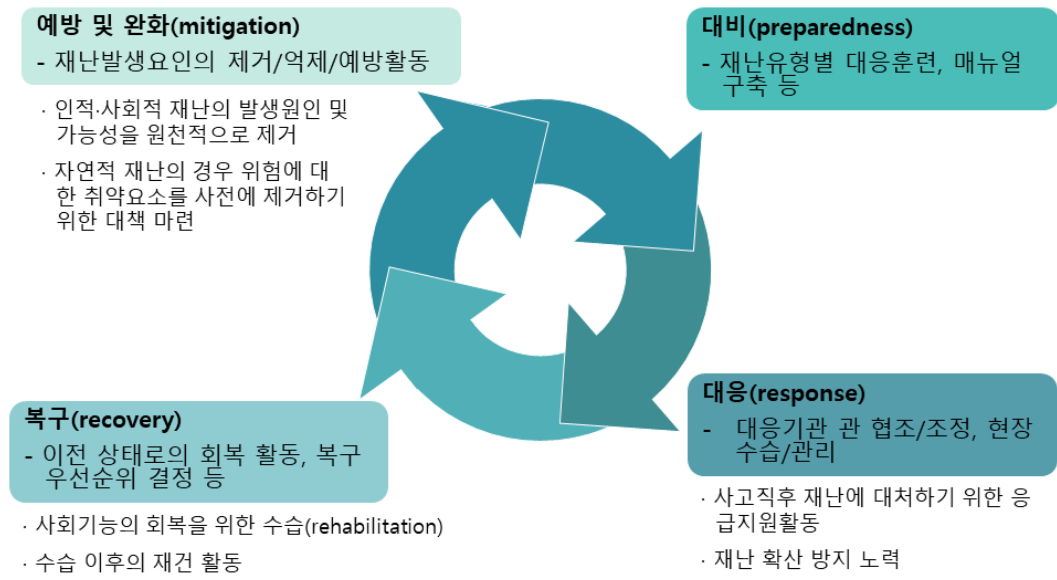 예방 및 완화(mitigation)
- 재난발생요인의 제거/억제/예방활동
· 인적·사회적 재난의 발생원인 및
가능성을 원천적으로 제거
· 자연적 재난의 경우 위험에 대
한 취약요소를 사전에 제거하기
위한 대책 마련
대비(preparedness)
- 재난유형별 대응훈련, 매뉴얼
구축 등
복구(recovery)
- 이전 상태로의 회복 활동, 복구
우선순위 결정 등
· 사회기능의 회복을 위한 수습(rehabilitation)
· 수습 이후의 재건 활동
대응(response)
- 대응기관 관 협조/조정, 현장
수습/관리
· 사고직후 재난에 대처하기 위한 응
급지원활동
· 재난 확산 방지 노력